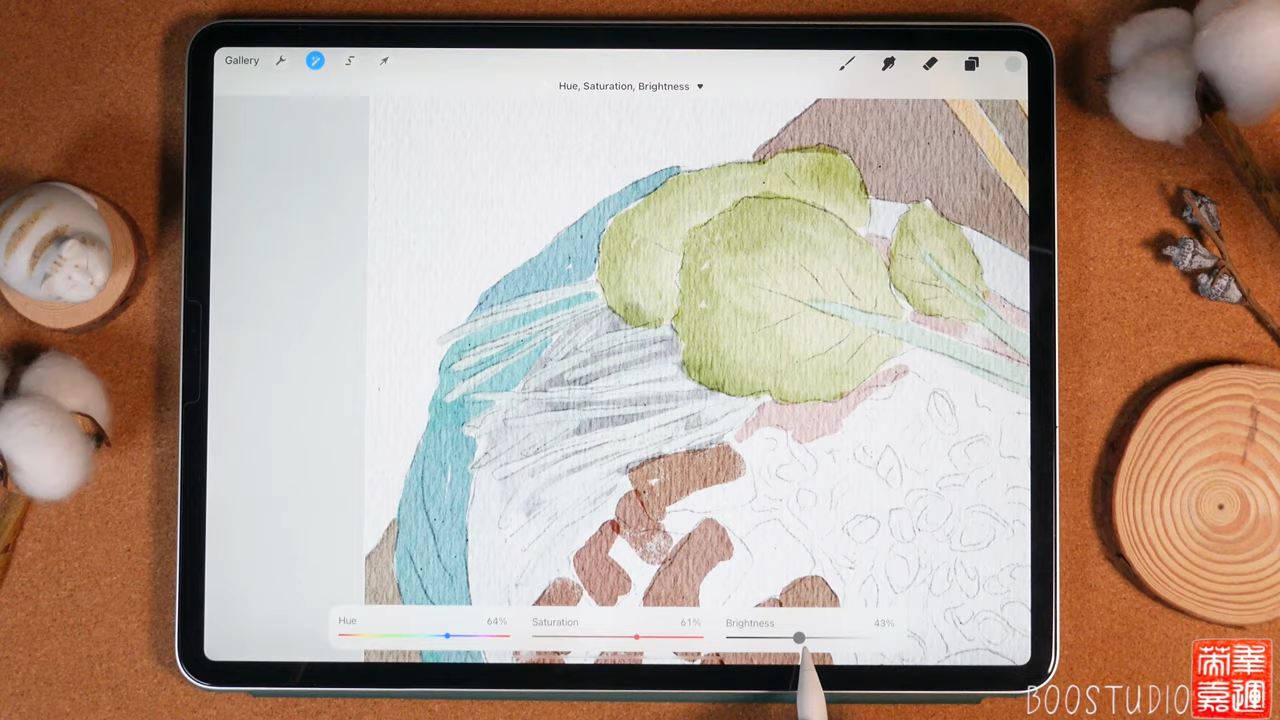 Gallery
Hue, Saturation, Brightness
Hue 64% Saturation 61% Brightness 43%
BOOSTUDIO